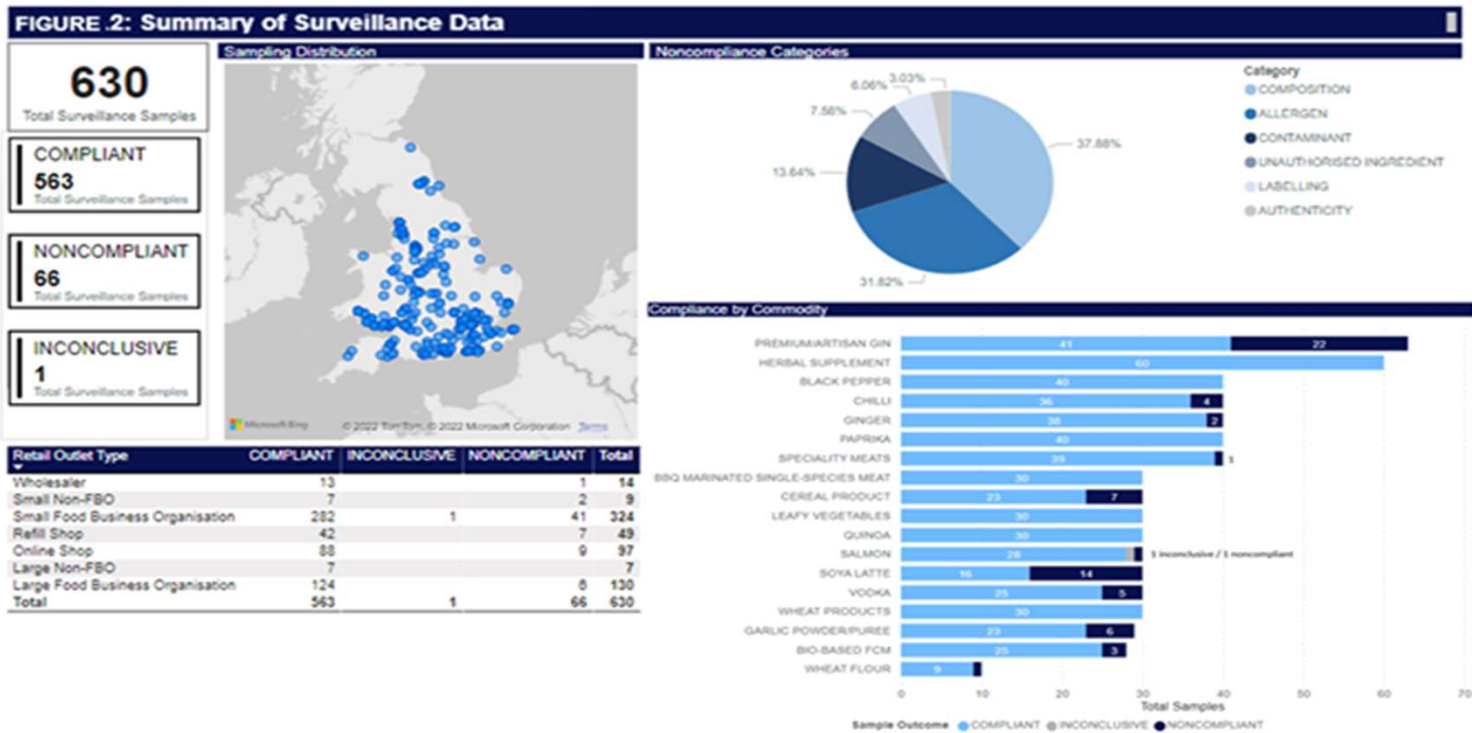 FIGURE .2: Summary of Surveillance Data
630
Total Surveillance Samples
COMPLIANT
563
Total Surveillance Samples
NONCOMPLIANT
66
Total Surveillance Samples
INCONCLUSIVE
1
Total Surveillance Samples
Sampling Distribution
Microsoft Bing
© 2022 TomTom, © 2022 Microsoft Corporation Terms
Noncompliance Categories
3.03%
6.06%
7.58%
13.64%
31.82%
37.88%
Category
COMPOSITION
ALLERGEN
CONTAMINANT
UNAUTHORISED INGREDIENT
LABELLING
AUTHENTICITY
Retail Outlet Type COMPLIANT INCONCLUSIVE NONCOMPLIANT Total
Wholesaler 13 1 14
Small Non-FBO 7 2 9
Small Food Business Organisation 282 1 41 324
Refill Shop 42 7 49
Online Shop 88 9 97
Large Non-FBO 7 7
Large Food Business Organisation 124 6 130
Total 563 1 66 630
Compliance by Commodity
PREMIUM/ARTISAN GIN 41 22
HERBAL SUPPLEMENT 60
BLACK PEPPER 40
CHILLI 36 4
GINGER 38 2
PAPRIKA 40
SPECIALITY MEATS 39 1
BBQ MARINATED SINGLE-SPECIES MEAT 30
CEREAL PRODUCT 23 7
LEAFY VEGETABLES 30
QUINOA 30
SALMON 28 1 inconclusive / 1 noncompliant
SOYA LATTE 16 14
VODKA 25 5
WHEAT PRODUCTS 30
GARLIC POWDER/PUREE 23 6
BIO-BASED FCM 25 3
WHEAT FLOUR 9
0 10 20 30 40 50 60 70
Total Samples
Sample Outcome COMPLIANT INCONCLUSIVE NONCOMPLIANT